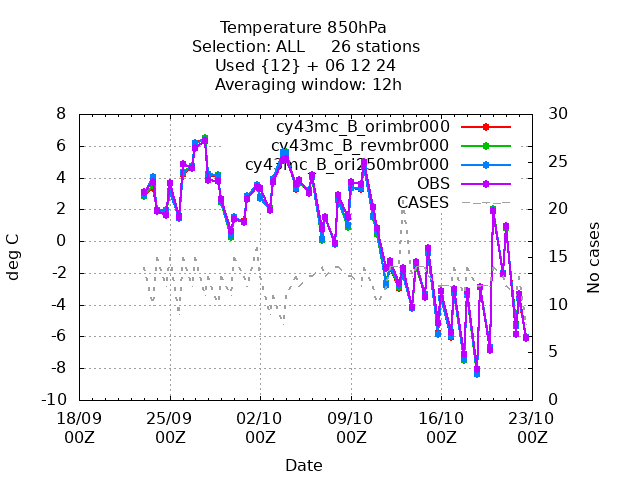 Temperature 850hPa
Selection: ALL     26 stations
Used {12} + 06 12 24
Averaging window: 12h
cy43mc_B_orimbr000
cy43mc_B_revmbr000
cy43mc_B_ori250mbr000
OBS
CASES
8
6
4
2
0
-2
-4
-6
-8
-10
deg C
30
25
20
15
10
5
0
No cases
18/09 25/09 02/10 09/10 16/10 23/10
00Z 00Z 00Z 00Z 00Z 00Z
Date